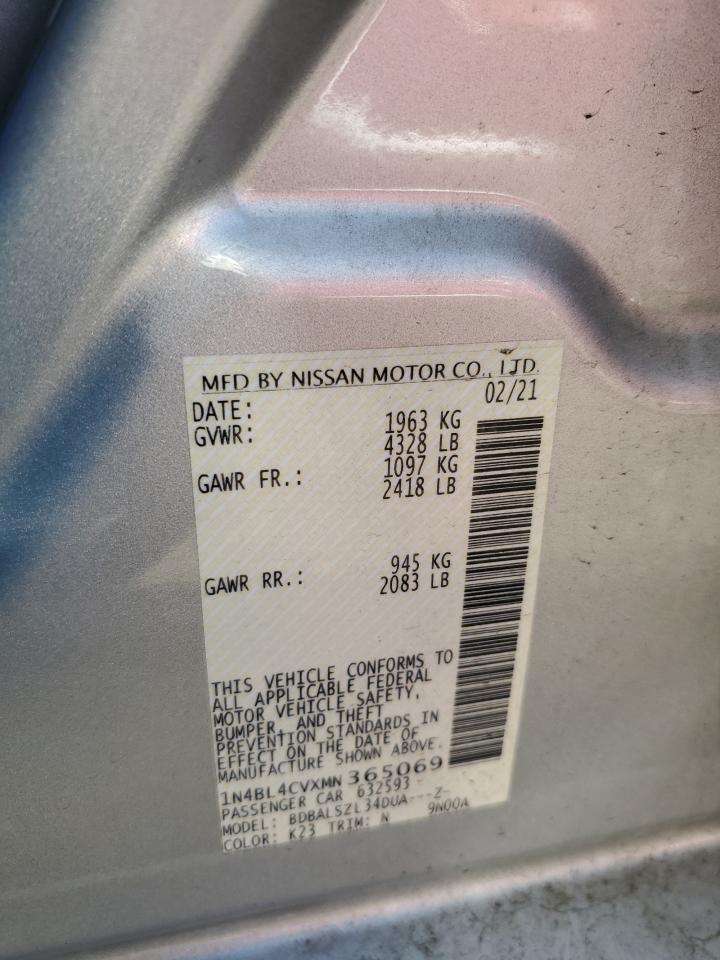 MFD BY NISSAN MOTOR CO., LTD.
DATE: 02/21
GVWR: 1963 KG
4328 LB
GAWR FR.: 1097 KG
2418 LB
GAWR RR.: 945 KG
2083 LB
THIS VEHICLE CONFORMS TO
ALL APPLICABLE FEDERAL
MOTOR VEHICLE SAFETY,
BUMPER, AND THEFT
PREVENTION STANDARDS IN
EFFECT ON THE DATE OF
MANUFACTURE SHOWN ABOVE.
1N4BL4CVXMN 365069
PASSENGER CAR 632593
MODEL: BDBALSZL34DUA---Z-
COLOR: K23 TRIM: N 9N00A